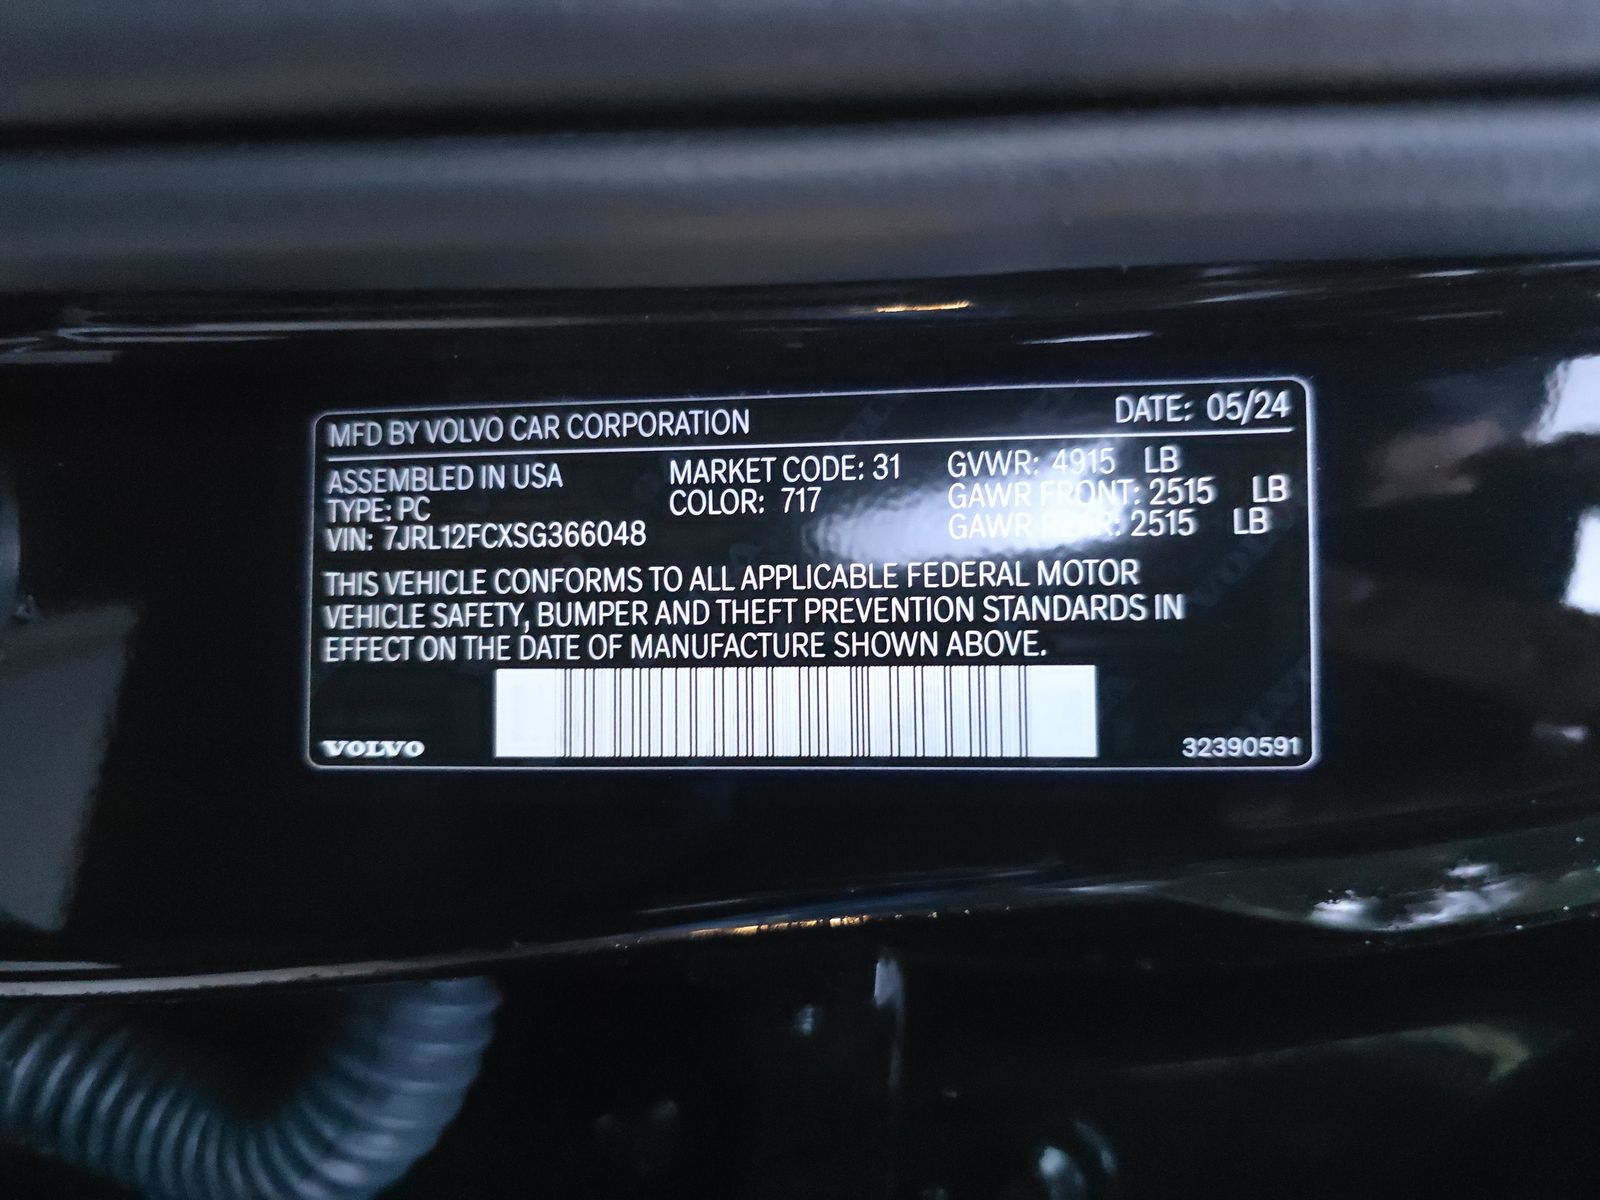 MFD BY VOLVO CAR CORPORATION DATE: 05/24
ASSEMBLED IN USA MARKET CODE: 31 GVWR: 4915 LB
TYPE: PC COLOR: 717 GAWR FRONT: 2515 LB
VIN: 7JRL12FCXSG366048 GAWR REAR: 2515 LB
THIS VEHICLE CONFORMS TO ALL APPLICABLE FEDERAL MOTOR
VEHICLE SAFETY, BUMPER AND THEFT PREVENTION STANDARDS IN
EFFECT ON THE DATE OF MANUFACTURE SHOWN ABOVE.
VOLVO 32390591